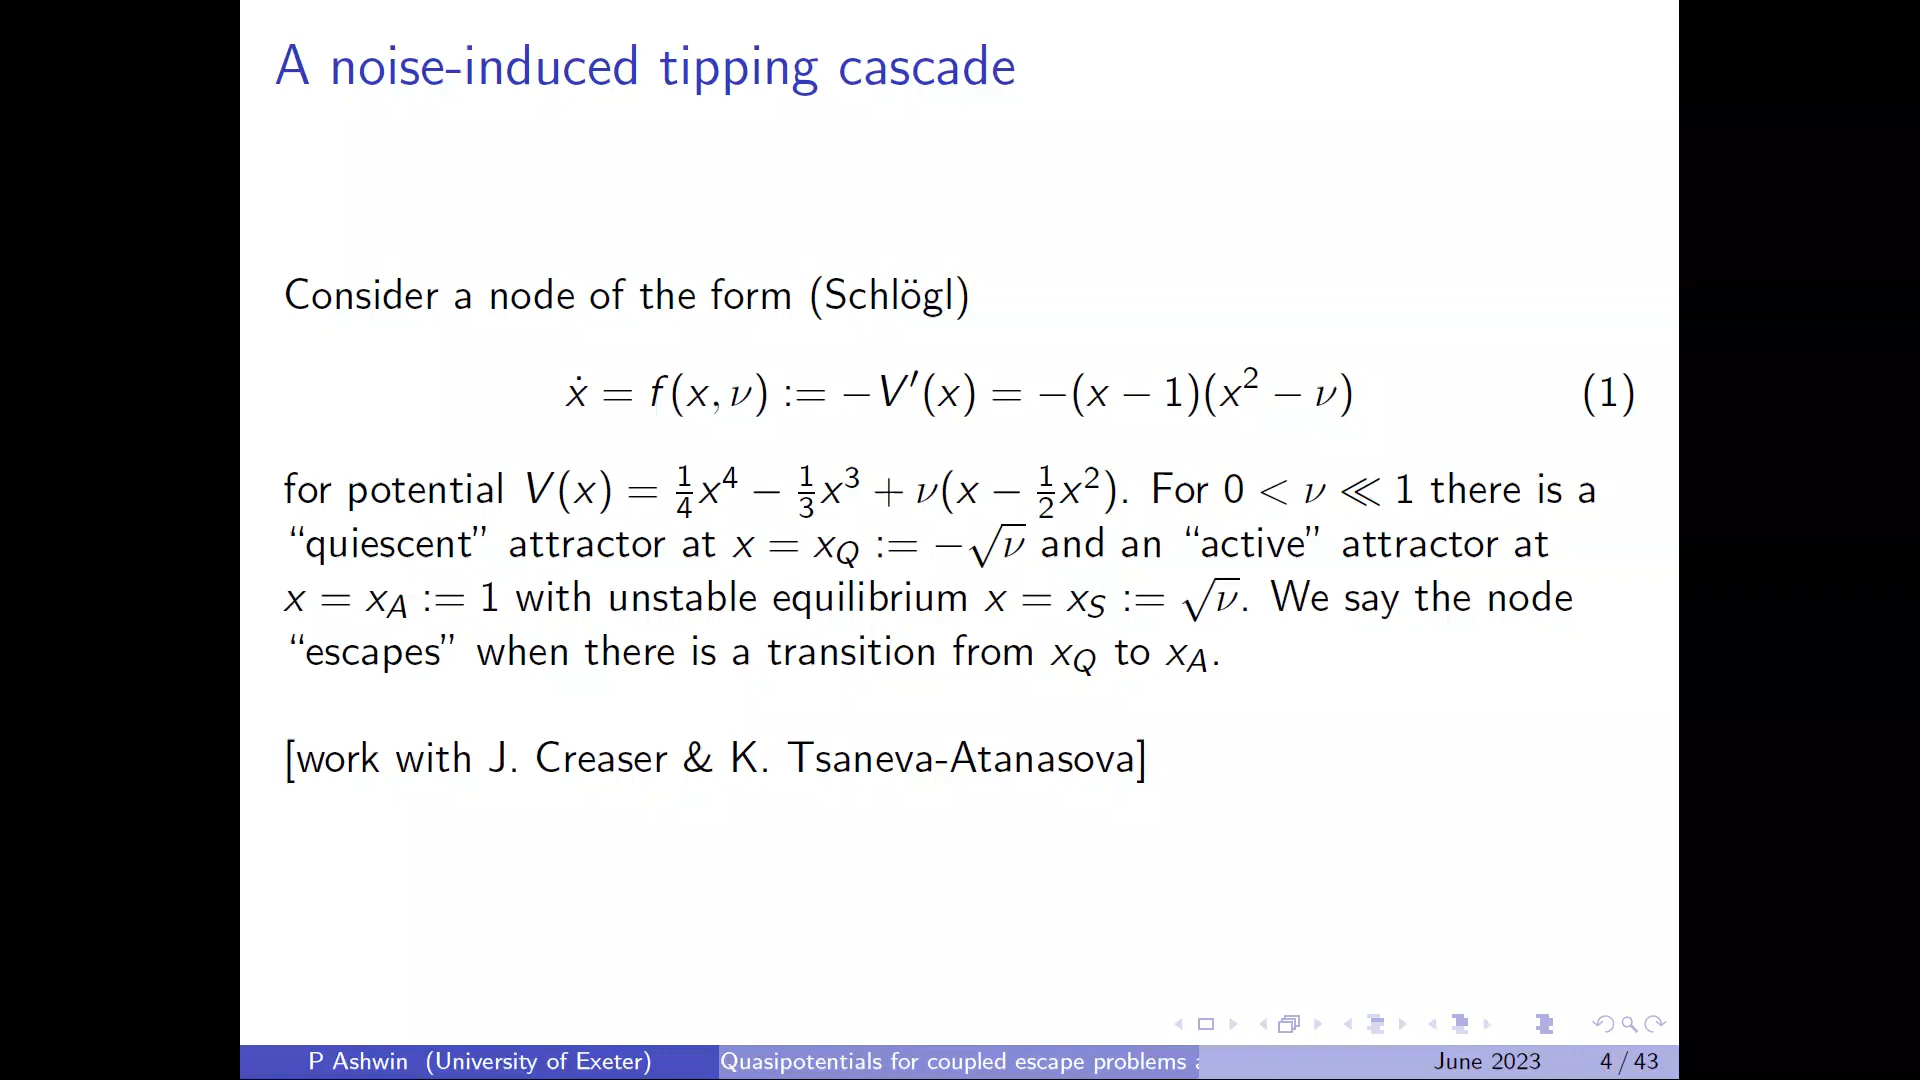 A noise-induced tipping cascade
Consider a node of the form (Schlögl)
ẋ = f(x, ν) := −V′(x) = −(x − 1)(x² − ν) (1)
for potential V(x) = ¼x⁴ − ⅓x³ + ν(x − ½x²). For 0 < ν ≪ 1 there is a
“quiescent” attractor at x = x_Q := −√ν and an “active” attractor at
x = x_A := 1 with unstable equilibrium x = x_S := √ν. We say the node
“escapes” when there is a transition from x_Q to x_A.
[work with J. Creaser & K. Tsaneva-Atanasova]
P Ashwin (University of Exeter) Quasipotentials for coupled escape problems June 2023 4 / 43